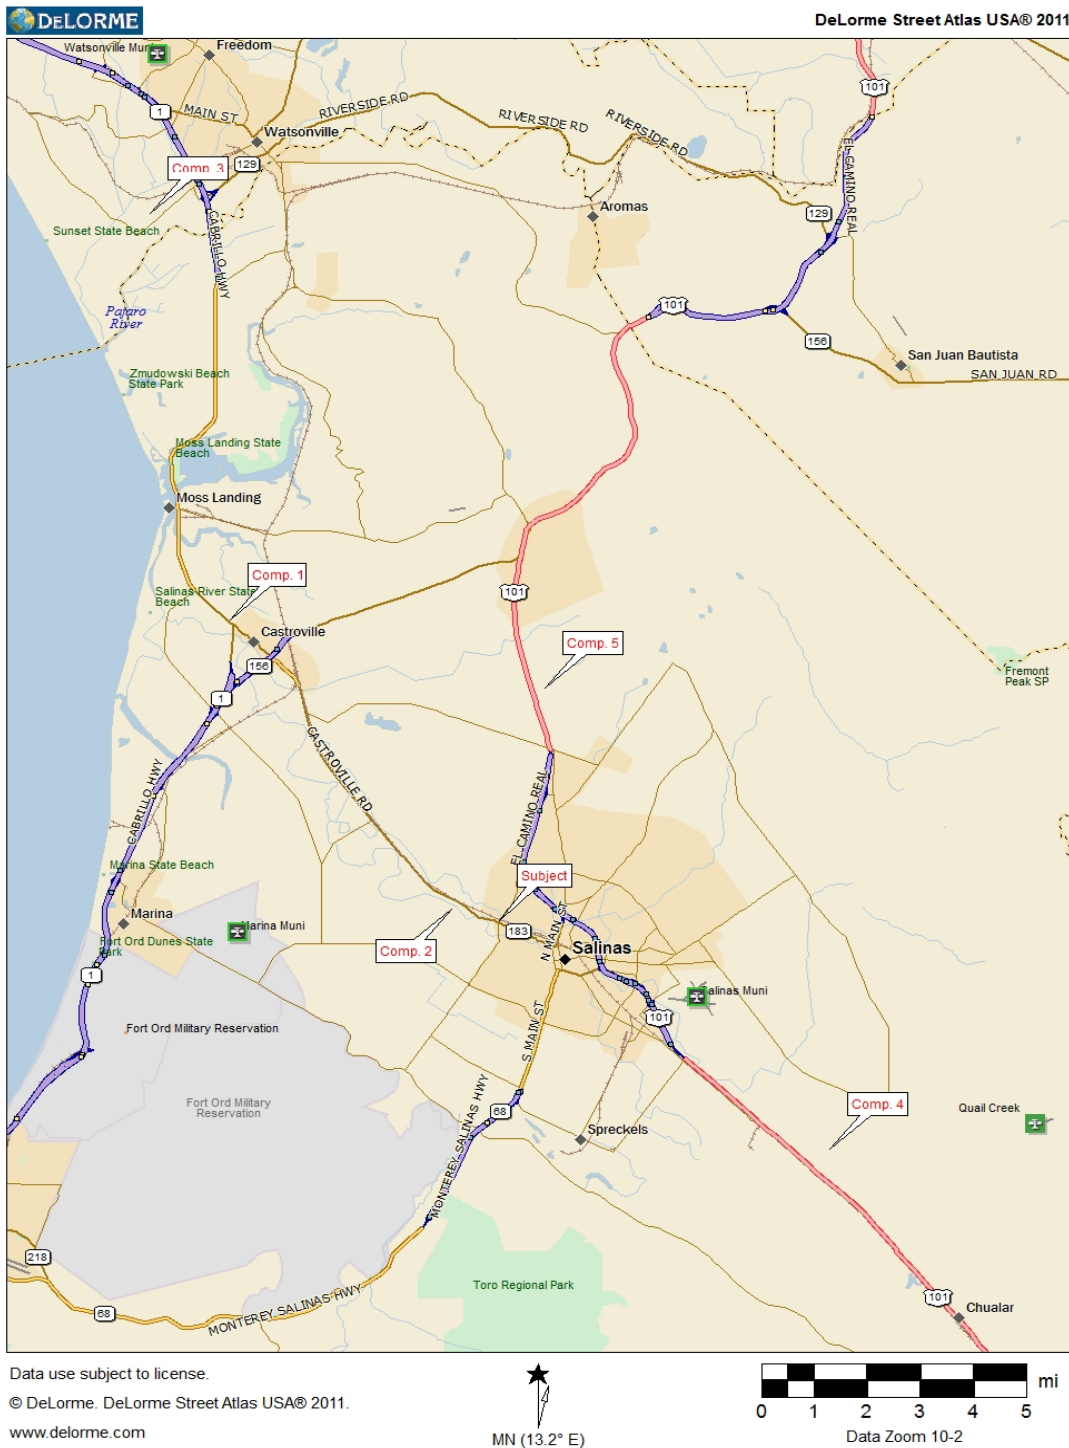 DELORME
DeLorme Street Atlas USA® 2011
Freedom
101
1
MAIN ST
RIVERSIDE RD
RIVERSIDE RD
RIVERSIDE RD
Watsonville
EL CAMINO REAL
Comp. 3
129
Aromas
129
Sunset State Beach
CABRILLO HWY
Pajaro
River
101
156
San Juan Bautista
SAN JUAN RD
Zmudowski Beach
State Park
Moss Landing State
Beach
Moss Landing
Comp. 1
Salinas River State
Beach
101
Castroville
Comp. 5
156
Fremont
Peak SP
1
CASTROVILLE RD
CABRILLO HWY
EL CAMINO REAL
Marina State Beach
Subject
Marina
Marina Muni
Fort Ord Dunes State
Park
183
N MAIN ST
Comp. 2
Salinas
1
Salinas Muni
101
Fort Ord Military Reservation
S MAIN ST
Fort Ord Military
Reservation
68
Comp. 4
Quail Creek
Spreckels
MONTEREY SALINAS HWY
218
Toro Regional Park
101
68
MONTEREY SALINAS HWY
Chualar
Data use subject to license.
© DeLorme. DeLorme Street Atlas USA® 2011.
www.delorme.com
MN (13.2° E)
mi
0 1 2 3 4 5
Data Zoom 10-2